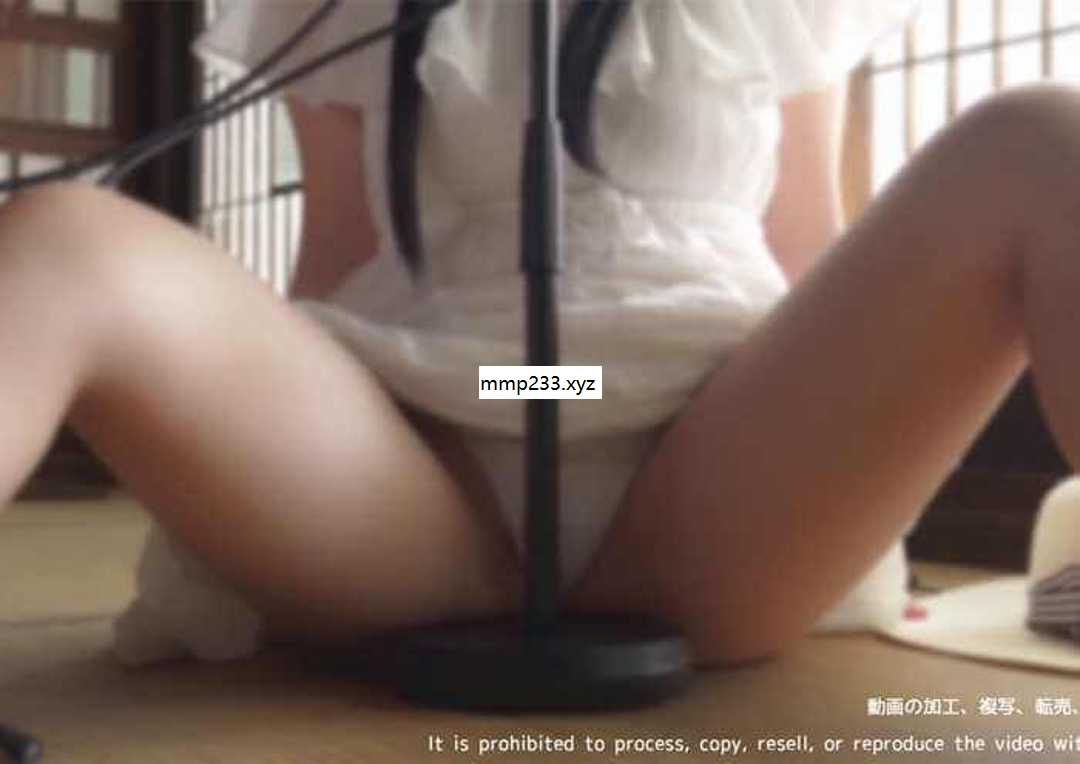 mmp233.xyz
動画の加工、複写、転売、
It is prohibited to process, copy, resell, or reproduce the video wit